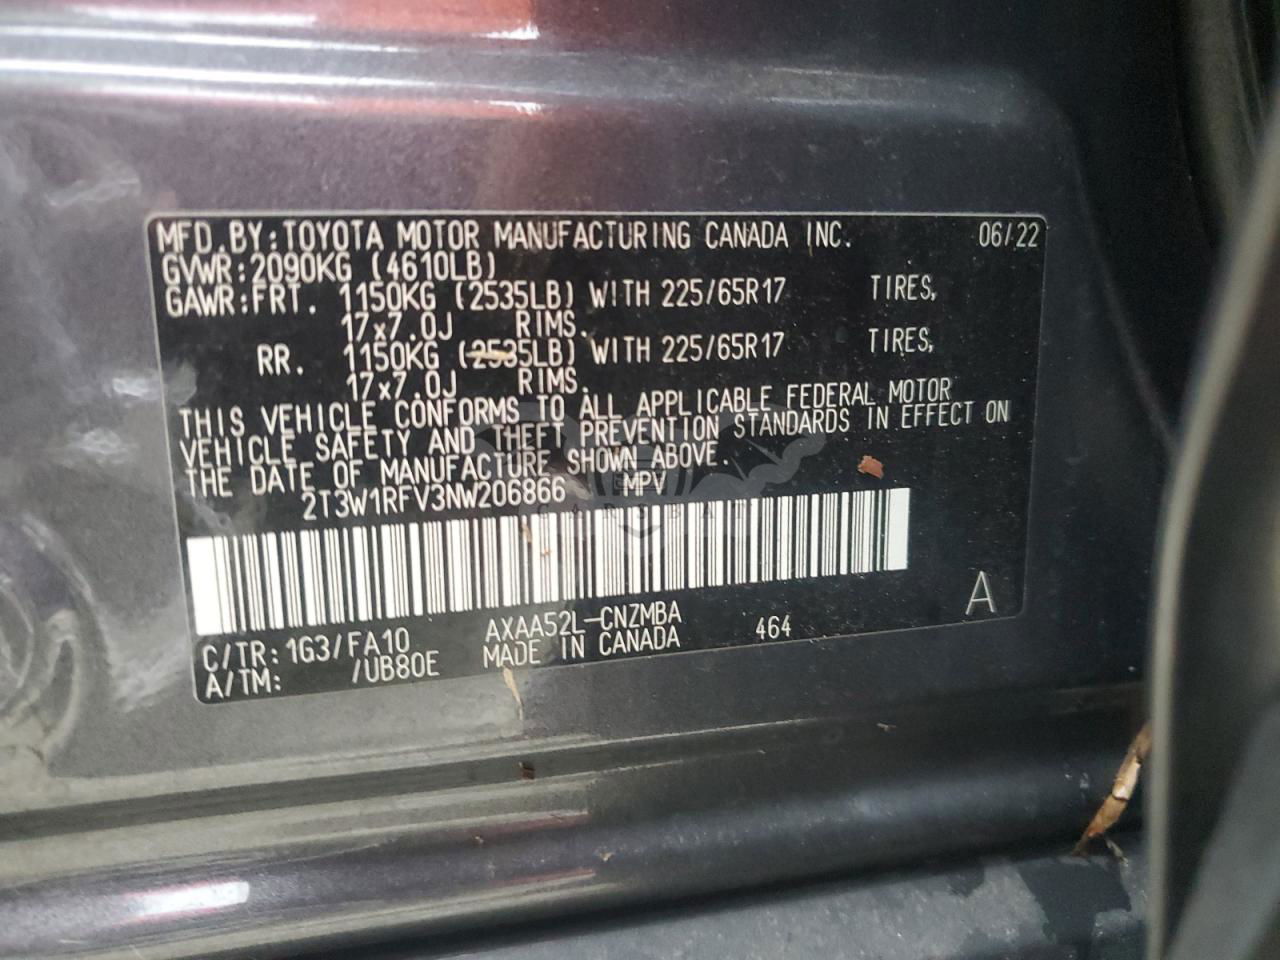 MFD. BY: TOYOTA MOTOR MANUFACTURING CANADA INC. 06/22
GVWR: 2090KG (4610LB)
GAWR: FRT. 1150KG (2535LB) WITH 225/65R17 TIRES,
17x7.0J RIMS.
RR. 1150KG (2535LB) WITH 225/65R17 TIRES,
17x7.0J RIMS.
THIS VEHICLE CONFORMS TO ALL APPLICABLE FEDERAL MOTOR
VEHICLE SAFETY AND THEFT PREVENTION STANDARDS IN EFFECT ON
THE DATE OF MANUFACTURE SHOWN ABOVE.
2T3W1RFV3NW206866 MPV
C/TR: 1G3/FA10 AXAA52L-CNZMBA 464 A
A/TM: /UB80E MADE IN CANADA